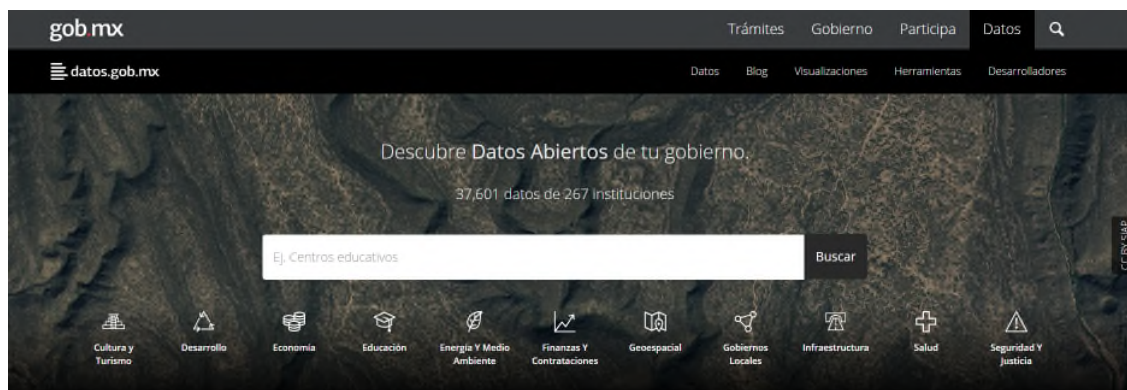 gob.mx
Trámites Gobierno Participa Datos
datos.gob.mx
Datos Blog Visualizaciones Herramientas Desarrolladores
Descubre Datos Abiertos de tu gobierno.
37,601 datos de 267 instituciones
Ej. Centros educativos Buscar
Cultura y Turismo
Desarrollo
Economía
Educación
Energía Y Medio Ambiente
Finanzas Y Contrataciones
Geoespacial
Gobiernos Locales
Infraestructura
Salud
Seguridad Y Justicia
CC BY SIAP